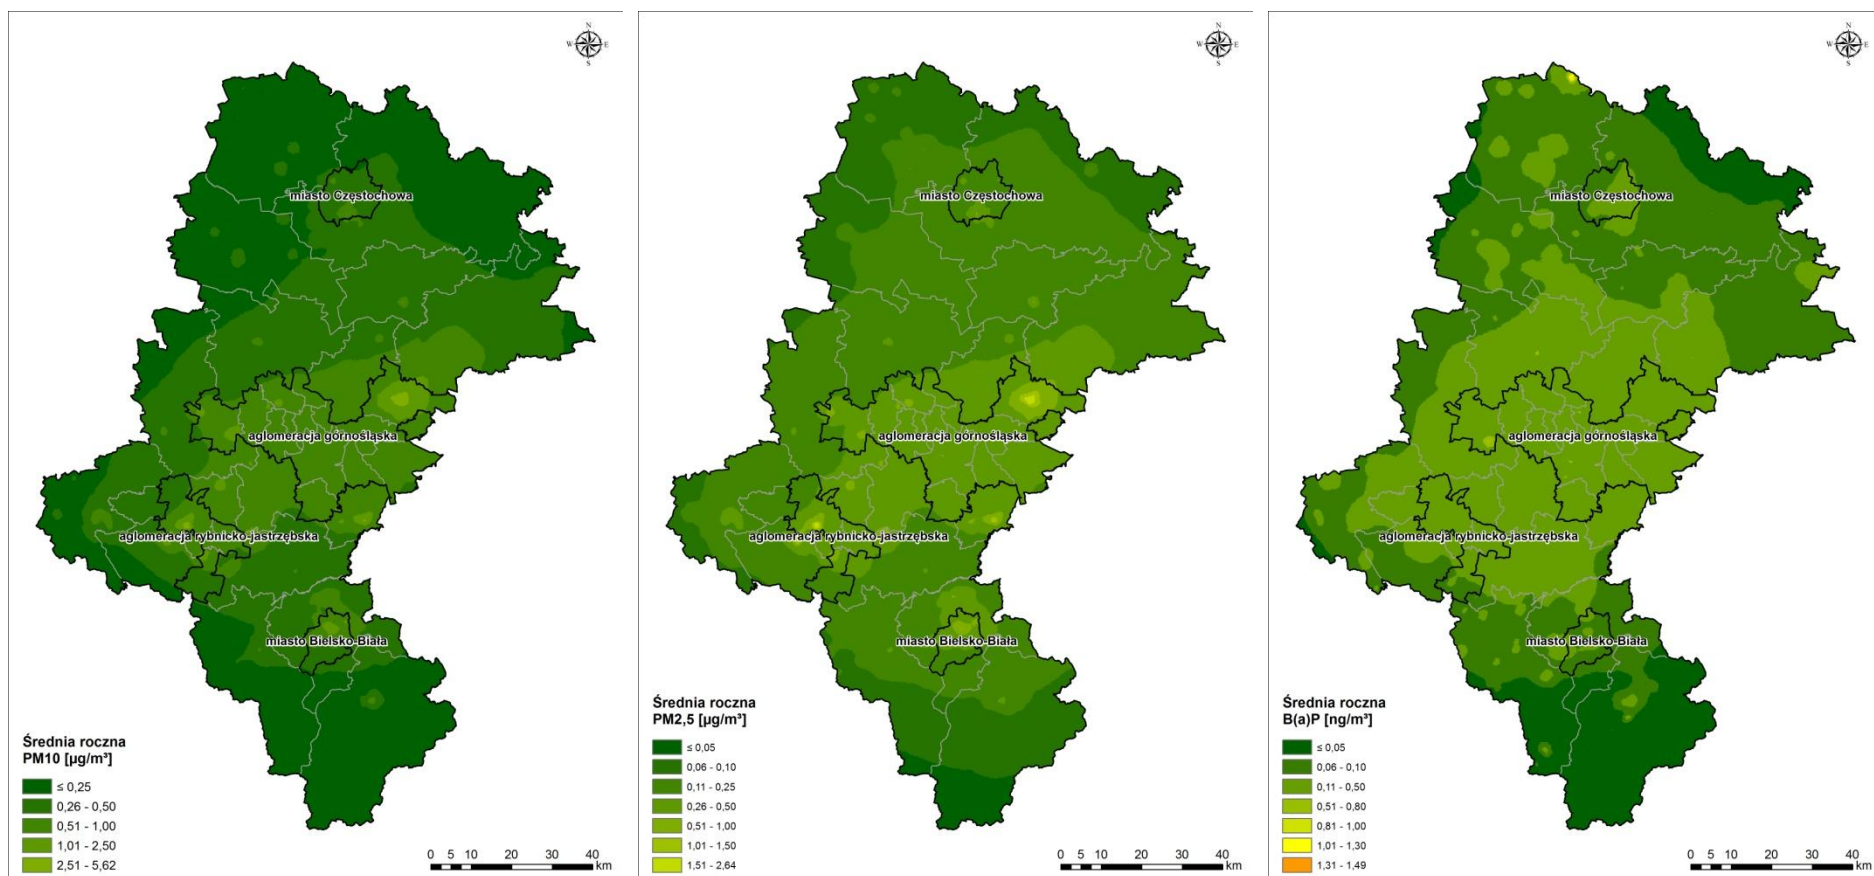 N
W E
S
miasto Częstochowa
aglomeracja górnośląska
aglomeracja rybnicko-jastrzębska
miasto Bielsko-Biała
Średnia roczna
PM10 [µg/m³]
≤ 0,25
0,26 - 0,50
0,51 - 1,00
1,01 - 2,50
2,51 - 5,62
0 5 10 20 30 40
km
N
W E
S
miasto Częstochowa
aglomeracja górnośląska
aglomeracja rybnicko-jastrzębska
miasto Bielsko-Biała
Średnia roczna
PM2,5 [µg/m³]
≤ 0,05
0,06 - 0,10
0,11 - 0,25
0,26 - 0,50
0,51 - 1,00
1,01 - 1,50
1,51 - 2,64
0 5 10 20 30 40
km
N
W E
S
miasto Częstochowa
aglomeracja górnośląska
aglomeracja rybnicko-jastrzębska
miasto Bielsko-Biała
Średnia roczna
B(a)P [ng/m³]
≤ 0,05
0,06 - 0,10
0,11 - 0,50
0,51 - 0,80
0,81 - 1,00
1,01 - 1,30
1,31 - 1,49
0 5 10 20 30 40
km